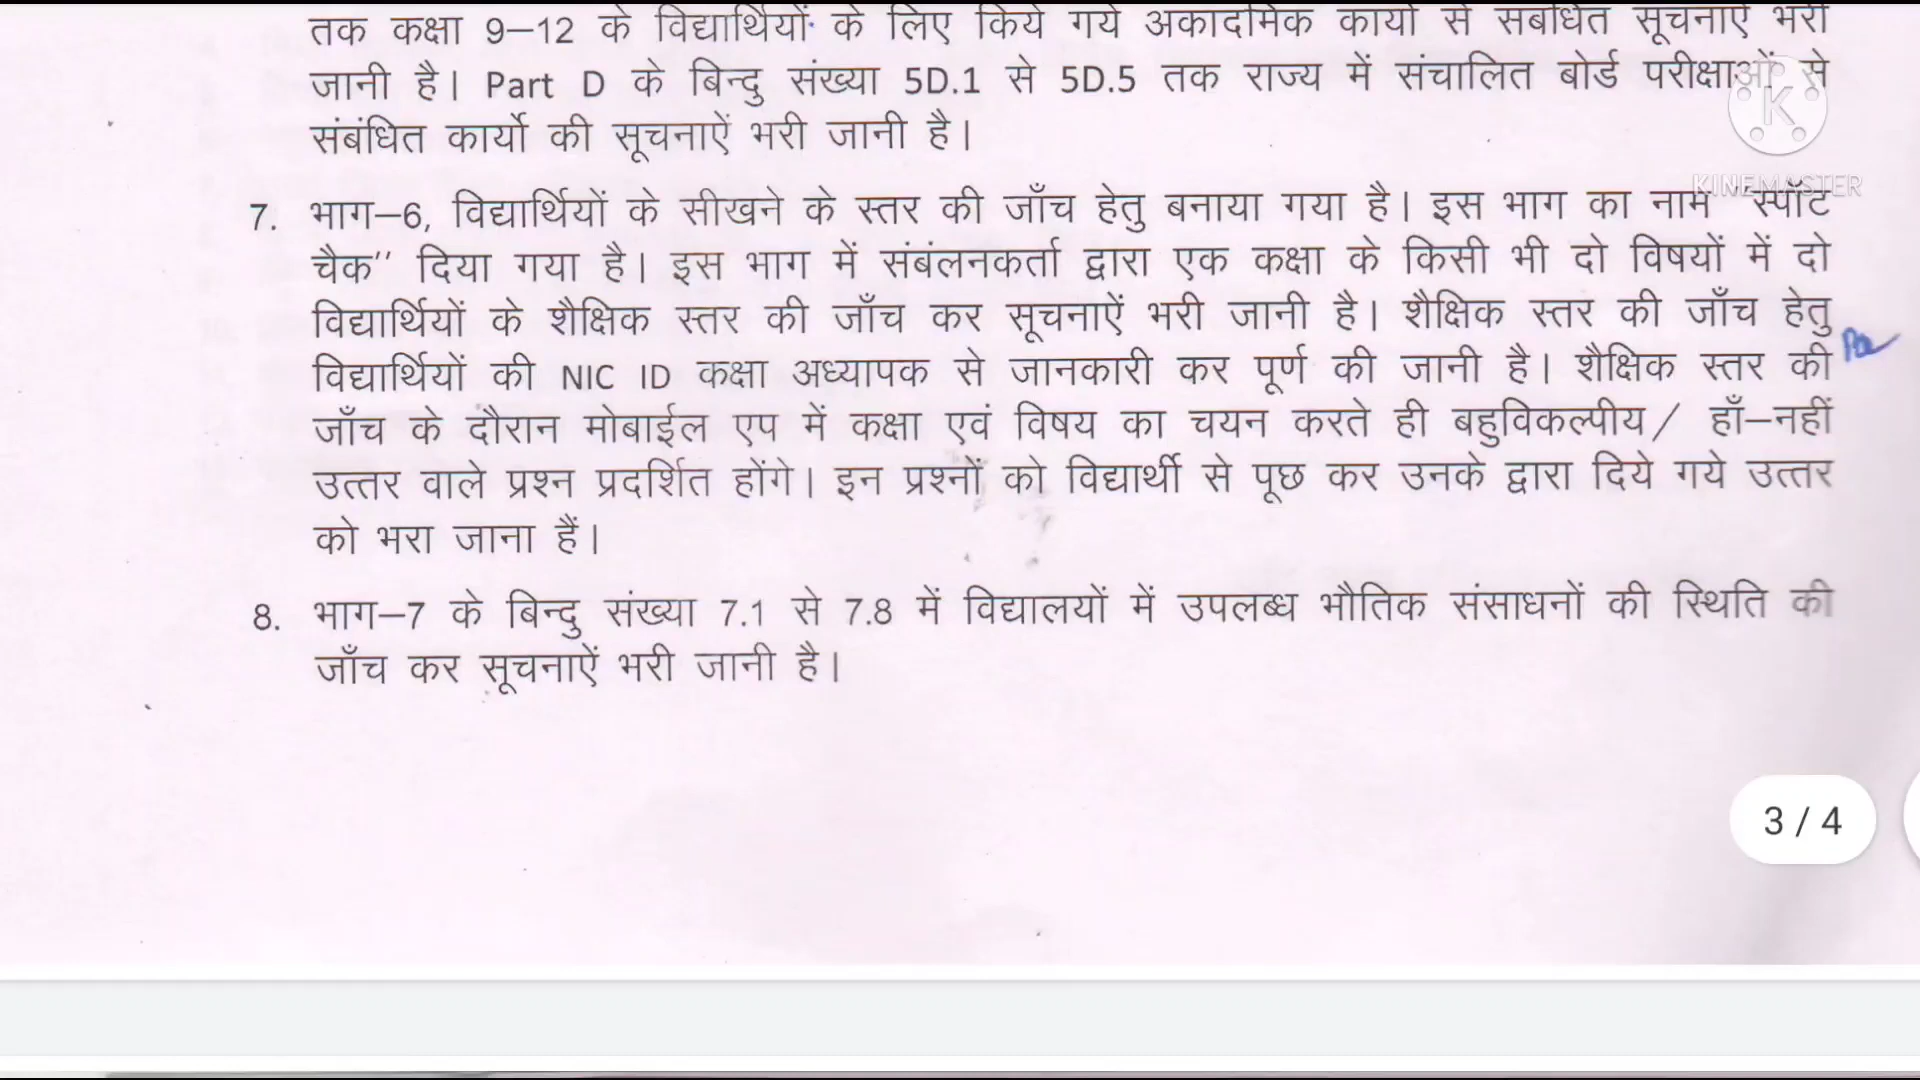 तक कक्षा 9–12 के विद्यार्थियों के लिए किये गये अकादमिक कार्यो से संबंधित सूचनाऐं भरी
जानी है। Part D के बिन्दु संख्या 5D.1 से 5D.5 तक राज्य में संचालित बोर्ड परीक्षाओं से
संबंधित कार्यो की सूचनाऐं भरी जानी है।
KINEMASTER
7. भाग–6, विद्यार्थियों के सीखने के स्तर की जाँच हेतु बनाया गया है। इस भाग का नाम "स्पॉट
चैक" दिया गया है। इस भाग में संबंलनकर्ता द्वारा एक कक्षा के किसी भी दो विषयों में दो
विद्यार्थियों के शैक्षिक स्तर की जाँच कर सूचनाऐं भरी जानी है। शैक्षिक स्तर की जाँच हेतु
विद्यार्थियों की NIC ID कक्षा अध्यापक से जानकारी कर पूर्ण की जानी है। शैक्षिक स्तर की
जाँच के दौरान मोबाईल एप में कक्षा एवं विषय का चयन करते ही बहुविकल्पीय/ हाँ–नहीं
उत्तर वाले प्रश्न प्रदर्शित होंगे। इन प्रश्नों को विद्यार्थी से पूछ कर उनके द्वारा दिये गये उत्तर
को भरा जाना हैं।
8. भाग–7 के बिन्दु संख्या 7.1 से 7.8 में विद्यालयों में उपलब्ध भौतिक संसाधनों की स्थिति की
जाँच कर सूचनाऐं भरी जानी है।
3 / 4